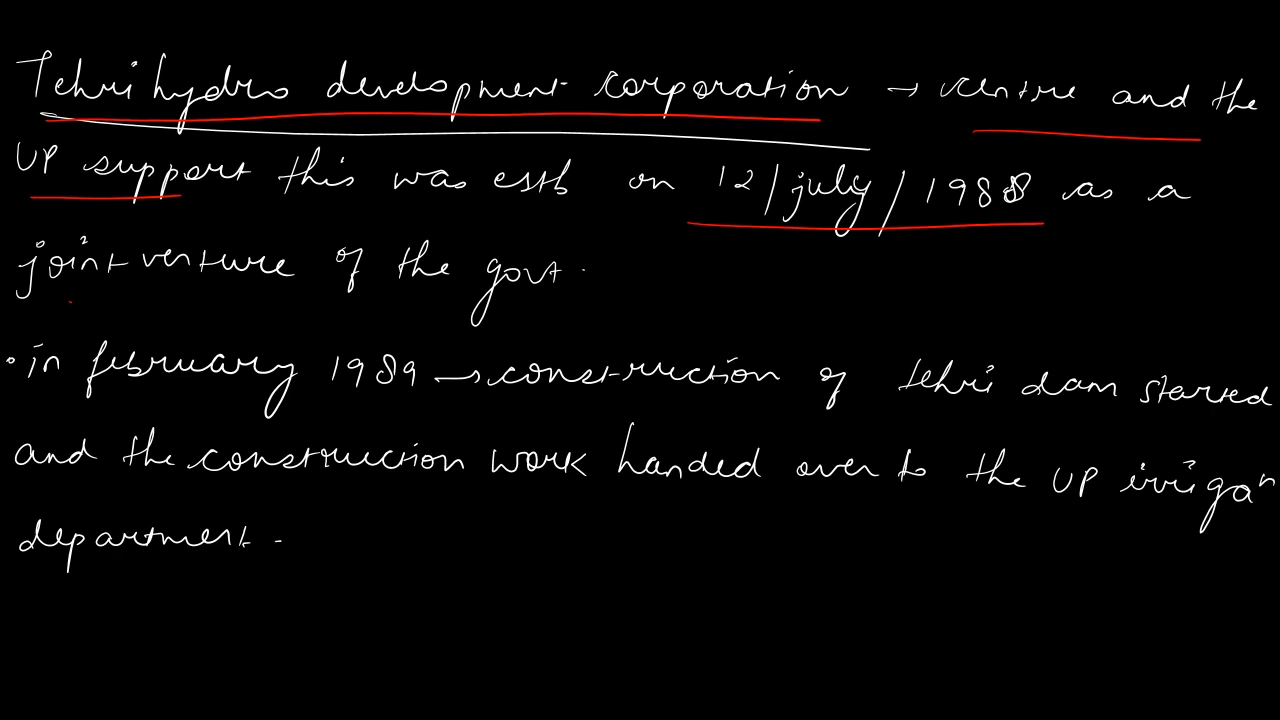 Tehri hydro development corporation → centre and the
UP support this was estb on 12/july/1988 as a
joint venture of the govt.
• in february 1989 → construction of tehri dam started
and the construction work handed over to the UP irrigaⁿ
department -